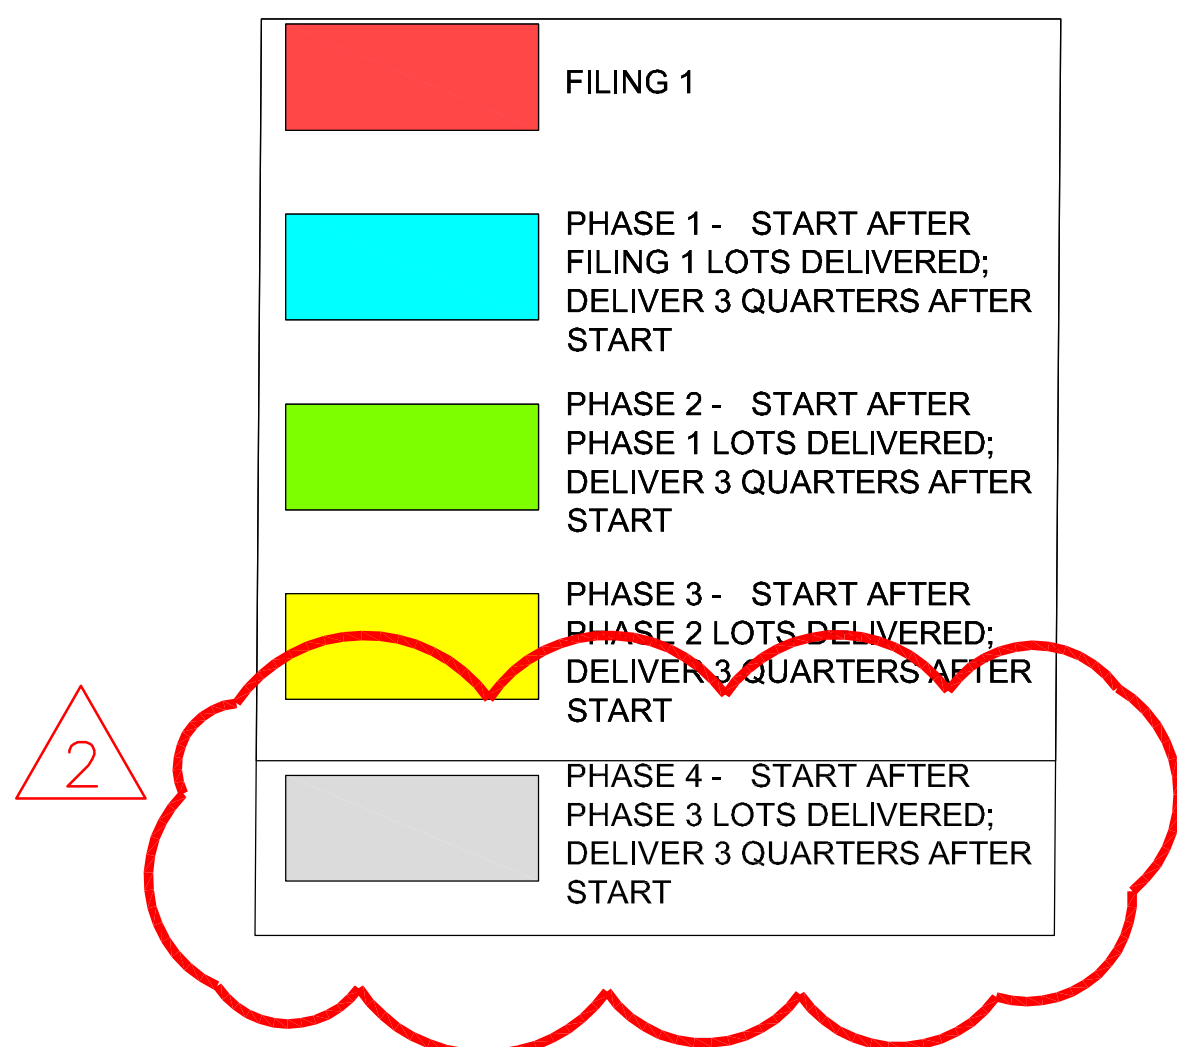 FILING 1
PHASE 1 - START AFTER
FILING 1 LOTS DELIVERED;
DELIVER 3 QUARTERS AFTER
START
PHASE 2 - START AFTER
PHASE 1 LOTS DELIVERED;
DELIVER 3 QUARTERS AFTER
START
PHASE 3 - START AFTER
PHASE 2 LOTS DELIVERED;
DELIVER 3 QUARTERS AFTER
START
2
PHASE 4 - START AFTER
PHASE 3 LOTS DELIVERED;
DELIVER 3 QUARTERS AFTER
START